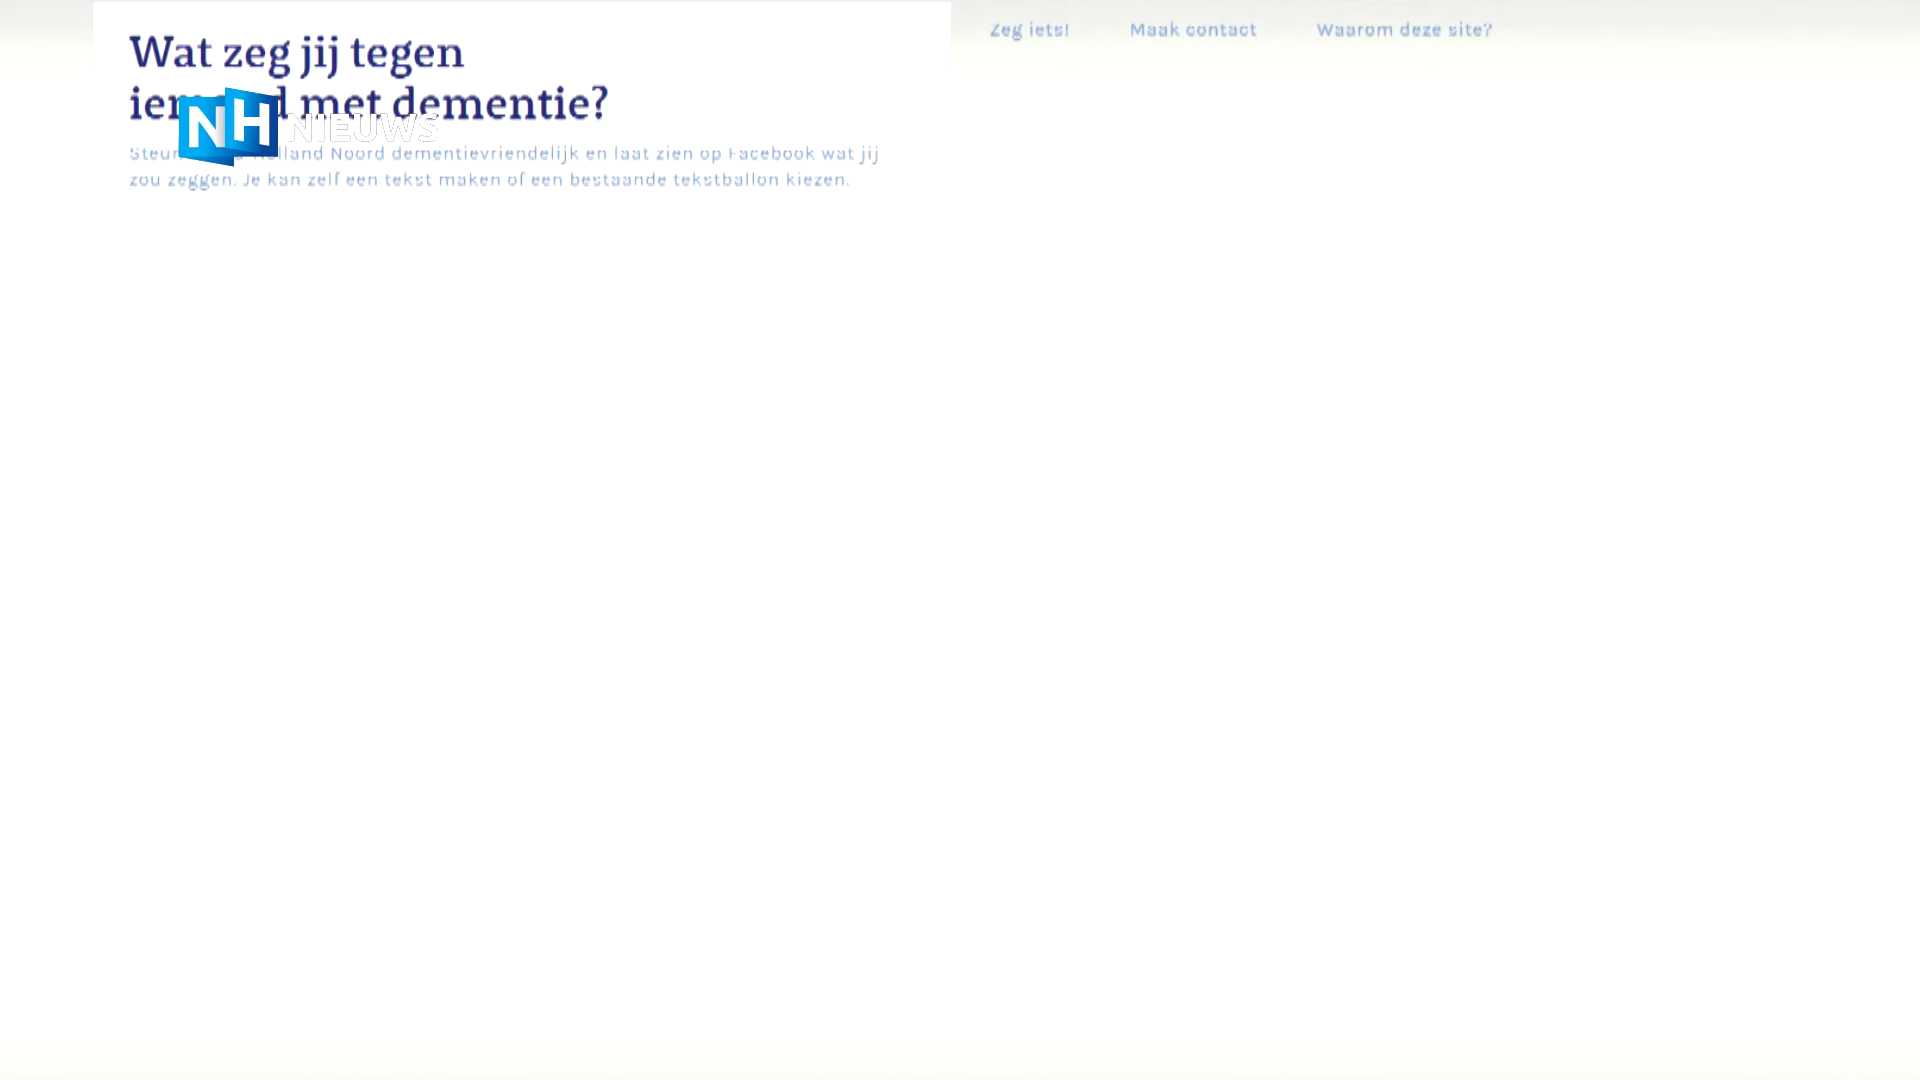 Wat zeg jij tegen
met dementie?
NH NIEUWS
Noord dementievriendelijk en laat zien op Facebook wat jij
zou zeggen. Je kan zelf een tekst maken of een bestaande tekstballon kiezen.
Zeg iets!
Maak contact
Waarom deze site?